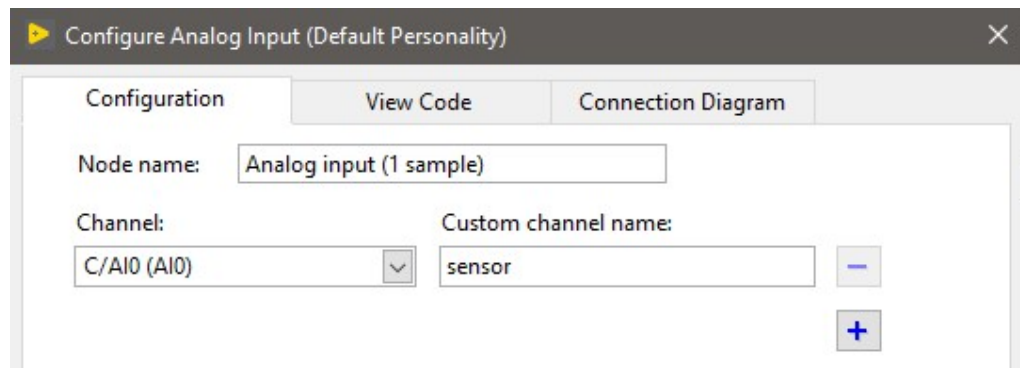 Configure Analog Input (Default Personality)
Configuration View Code Connection Diagram
Node name: Analog input (1 sample)
Channel: Custom channel name:
C/AI0 (AI0) sensor